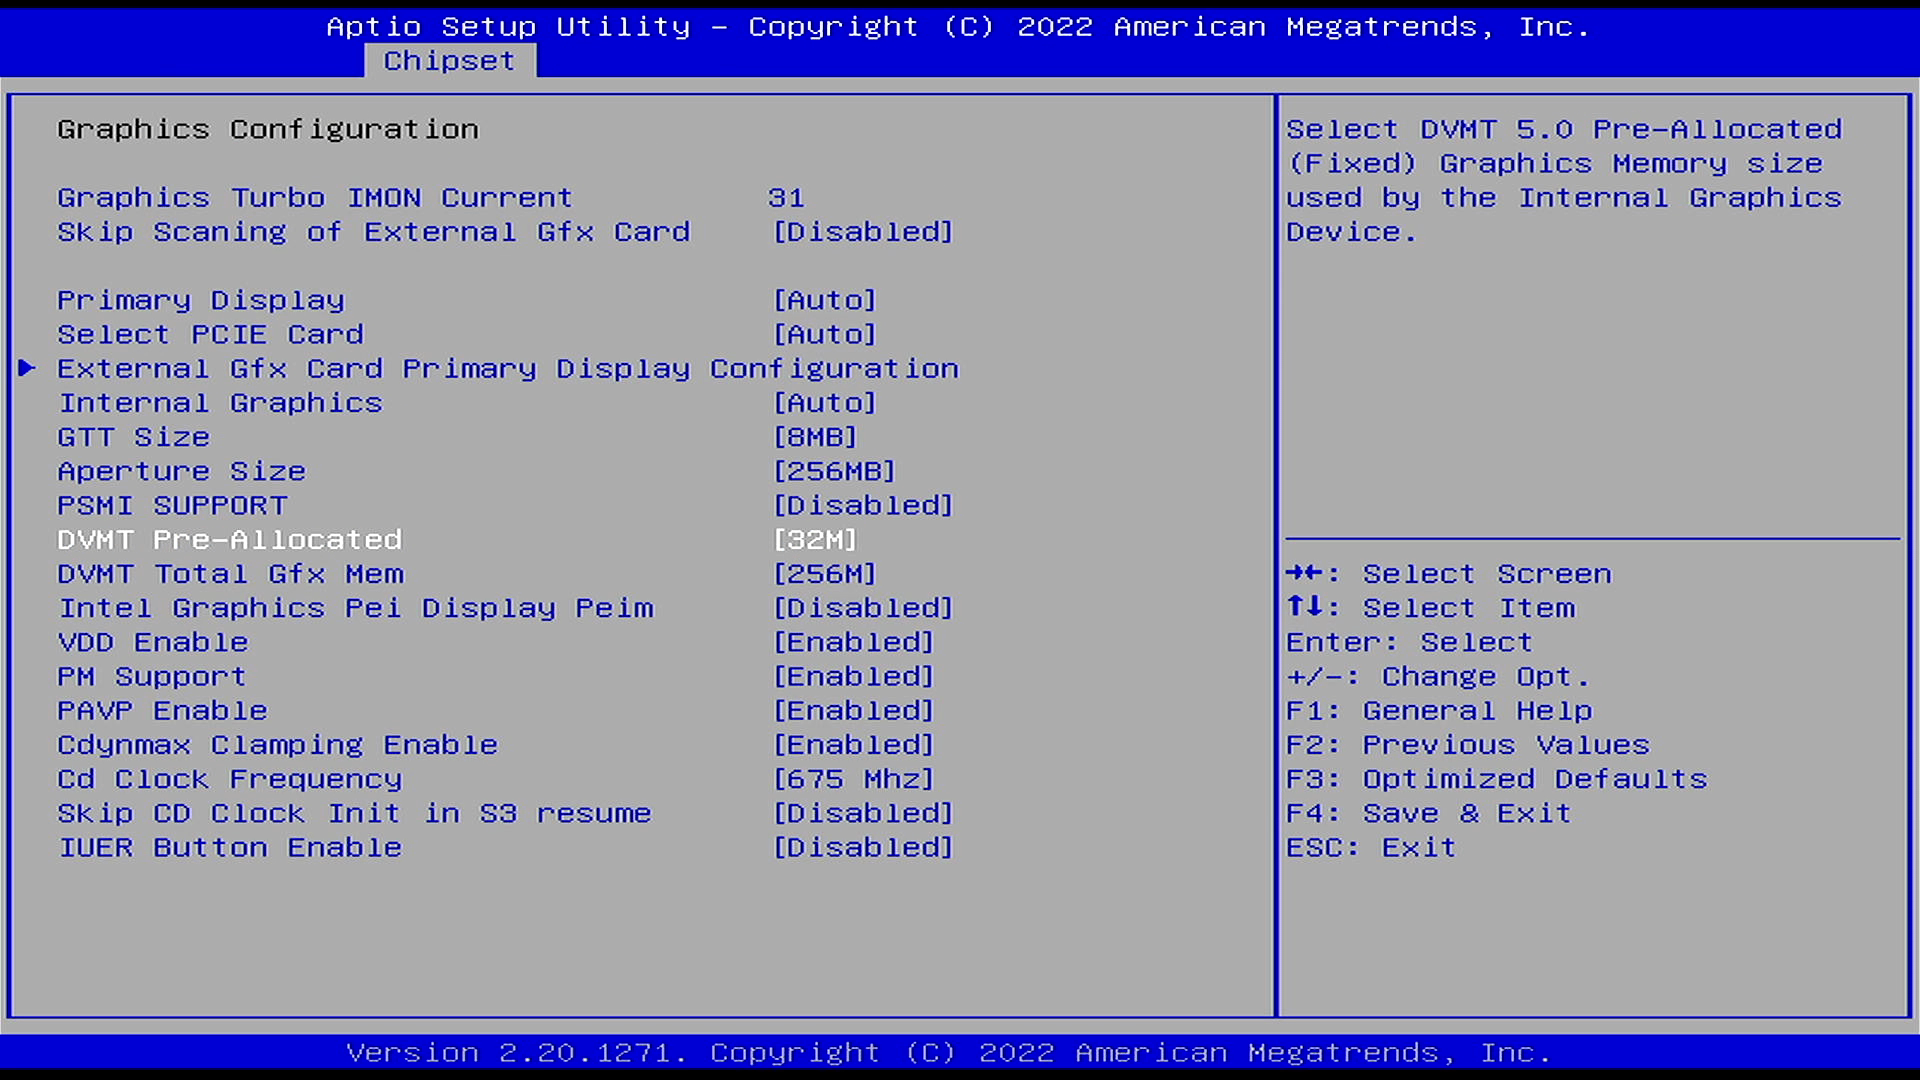 Aptio Setup Utility - Copyright (C) 2022 American Megatrends, Inc.
Chipset
Graphics Configuration
Graphics Turbo IMON Current 31
Skip Scaning of External Gfx Card [Disabled]
Primary Display [Auto]
Select PCIE Card [Auto]
External Gfx Card Primary Display Configuration
Internal Graphics [Auto]
GTT Size [8MB]
Aperture Size [256MB]
PSMI SUPPORT [Disabled]
DVMT Pre-Allocated [32M]
DVMT Total Gfx Mem [256M]
Intel Graphics Pei Display Peim [Disabled]
VDD Enable [Enabled]
PM Support [Enabled]
PAVP Enable [Enabled]
Cdynmax Clamping Enable [Enabled]
Cd Clock Frequency [675 Mhz]
Skip CD Clock Init in S3 resume [Disabled]
IUER Button Enable [Disabled]
Select DVMT 5.0 Pre-Allocated
(Fixed) Graphics Memory size
used by the Internal Graphics
Device.
→←: Select Screen
↑↓: Select Item
Enter: Select
+/-: Change Opt.
F1: General Help
F2: Previous Values
F3: Optimized Defaults
F4: Save & Exit
ESC: Exit
Version 2.20.1271. Copyright (C) 2022 American Megatrends, Inc.